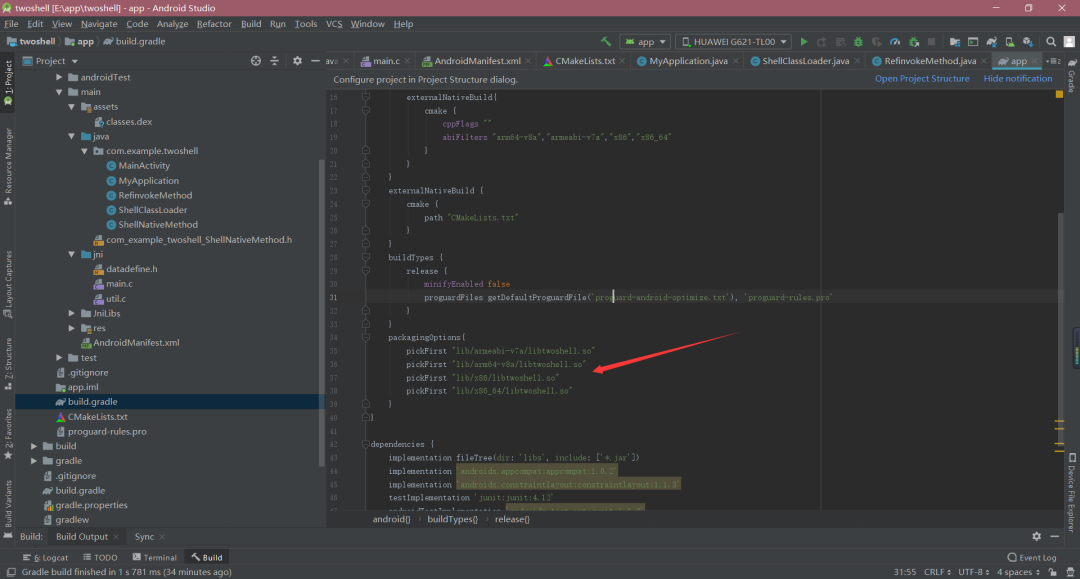 twoshell [E:\app\twoshell] - app - Android Studio
File Edit View Navigate Code Analyze Refactor Build Run Tools VCS Window Help
twoshell app build.gradle app HUAWEI G621-TL00
Project ava main.c AndroidManifest.xml CMakeLists.txt MyApplication.java ShellClassLoader.java RefinvokeMethod.java app
Configure project in Project Structure dialog. Open Project Structure Hide notification
1: Project
Resource Manager
Layout Captures
Z: Structure
2: Favorites
Build Variants
androidTest
main
assets
classes.dex
java
com.example.twoshell
MainActivity
MyApplication
RefinvokeMethod
ShellClassLoader
ShellNativeMethod
com_example_twoshell_ShellNativeMethod.h
jni
datadefine.h
main.c
util.c
JniLibs
res
AndroidManifest.xml
test
.gitignore
app.iml
build.gradle
CMakeLists.txt
proguard-rules.pro
build
gradle
.gitignore
build.gradle
gradle.properties
gradlew
16 externalNativeBuild{
17 cmake {
18 cppFlags ""
19 abiFilters "arm64-v8a","armeabi-v7a","x86","x86_64"
20 }
21 }
22 }
23 externalNativeBuild {
24 cmake {
25 path "CMakeLists.txt"
26 }
27 }
28 buildTypes {
29 release {
30 minifyEnabled false
31 proguardFiles getDefaultProguardFile('proguard-android-optimize.txt'), 'proguard-rules.pro'
32 }
33 }
34 packagingOptions{
35 pickFirst "lib/armeabi-v7a/libtwoshell.so"
36 pickFirst "lib/arm64-v8a/libtwoshell.so"
37 pickFirst "lib/x86/libtwoshell.so"
38 pickFirst "lib/x86_64/libtwoshell.so"
39 }
40 }
41
42 dependencies {
43 implementation fileTree(dir: 'libs', include: ['*.jar'])
44 implementation 'androidx.appcompat:appcompat:1.0.2'
45 implementation 'androidx.constraintlayout:constraintlayout:1.1.3'
46 testImplementation 'junit:junit:4.12'
android{} buildTypes{} release{}
Gradle
Device File Explorer
Build: Build Output Sync
6: Logcat TODO Terminal Build Event Log
Gradle build finished in 1 s 781 ms (34 minutes ago) 31:55 CRLF UTF-8 4 spaces